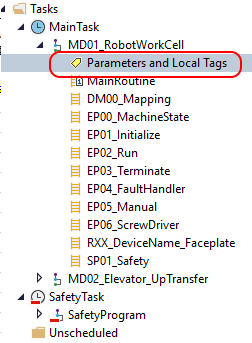 Tasks
MainTask
MD01_RobotWorkCell
Parameters and Local Tags
MainRoutine
DM00_Mapping
EP00_MachineState
EP01_Initialize
EP02_Run
EP03_Terminate
EP04_FaultHandler
EP05_Manual
EP06_ScrewDriver
RXX_DeviceName_Faceplate
SP01_Safety
MD02_Elevator_UpTransfer
SafetyTask
SafetyProgram
Unscheduled